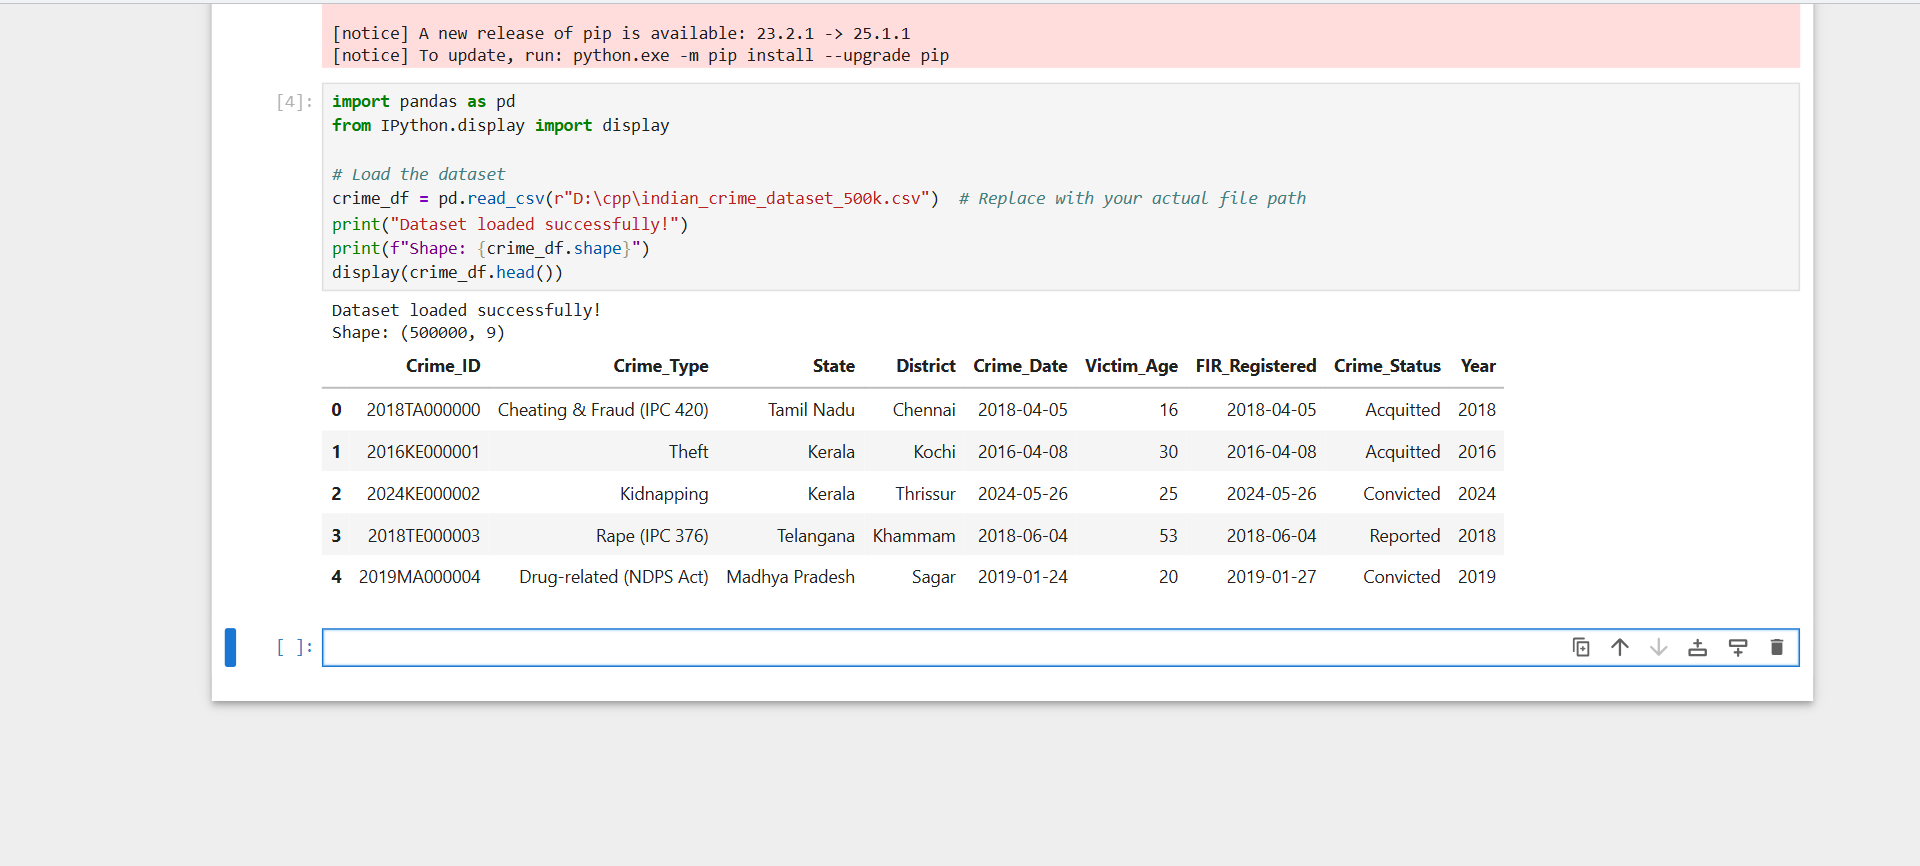 [notice] A new release of pip is available: 23.2.1 -> 25.1.1
[notice] To update, run: python.exe -m pip install --upgrade pip
[4]:
import pandas as pd
from IPython.display import display
# Load the dataset
crime_df = pd.read_csv(r"D:\cpp\indian_crime_dataset_500k.csv")  # Replace with your actual file path
print("Dataset loaded successfully!")
print(f"Shape: {crime_df.shape}")
display(crime_df.head())
Dataset loaded successfully!
Shape: (500000, 9)
Crime_ID Crime_Type State District Crime_Date Victim_Age FIR_Registered Crime_Status Year
0 2018TA000000 Cheating & Fraud (IPC 420) Tamil Nadu Chennai 2018-04-05 16 2018-04-05 Acquitted 2018
1 2016KE000001 Theft Kerala Kochi 2016-04-08 30 2016-04-08 Acquitted 2016
2 2024KE000002 Kidnapping Kerala Thrissur 2024-05-26 25 2024-05-26 Convicted 2024
3 2018TE000003 Rape (IPC 376) Telangana Khammam 2018-06-04 53 2018-06-04 Reported 2018
4 2019MA000004 Drug-related (NDPS Act) Madhya Pradesh Sagar 2019-01-24 20 2019-01-27 Convicted 2019
[ ]: